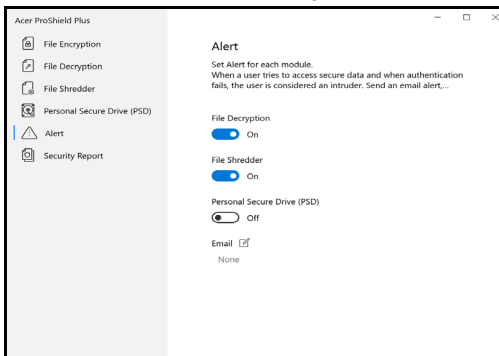 Acer ProShield Plus
File Encryption
File Decryption
File Shredder
Personal Secure Drive (PSD)
Alert
Security Report
Alert
Set Alert for each module.
When a user tries to access secure data and when authentication
fails, the user is considered an intruder. Send an email alert,...
File Decryption
On
File Shredder
On
Personal Secure Drive (PSD)
Off
Email
None